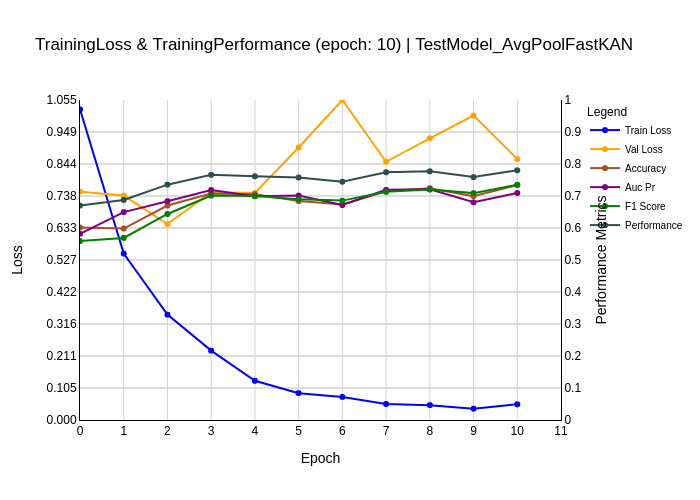 TrainingLoss & TrainingPerformance (epoch: 10) | TestModel_AvgPoolFastKAN
1.055
0.949
0.844
0.738
0.633
0.527
0.422
0.316
0.211
0.105
0.000
Loss
0 1 2 3 4 5 6 7 8 9 10 11
Epoch
1
0.9
0.8
0.7
0.6
0.5
0.4
0.3
0.2
0.1
0
Performance Metrics
Legend
Train Loss
Val Loss
Accuracy
Auc Pr
F1 Score
Performance